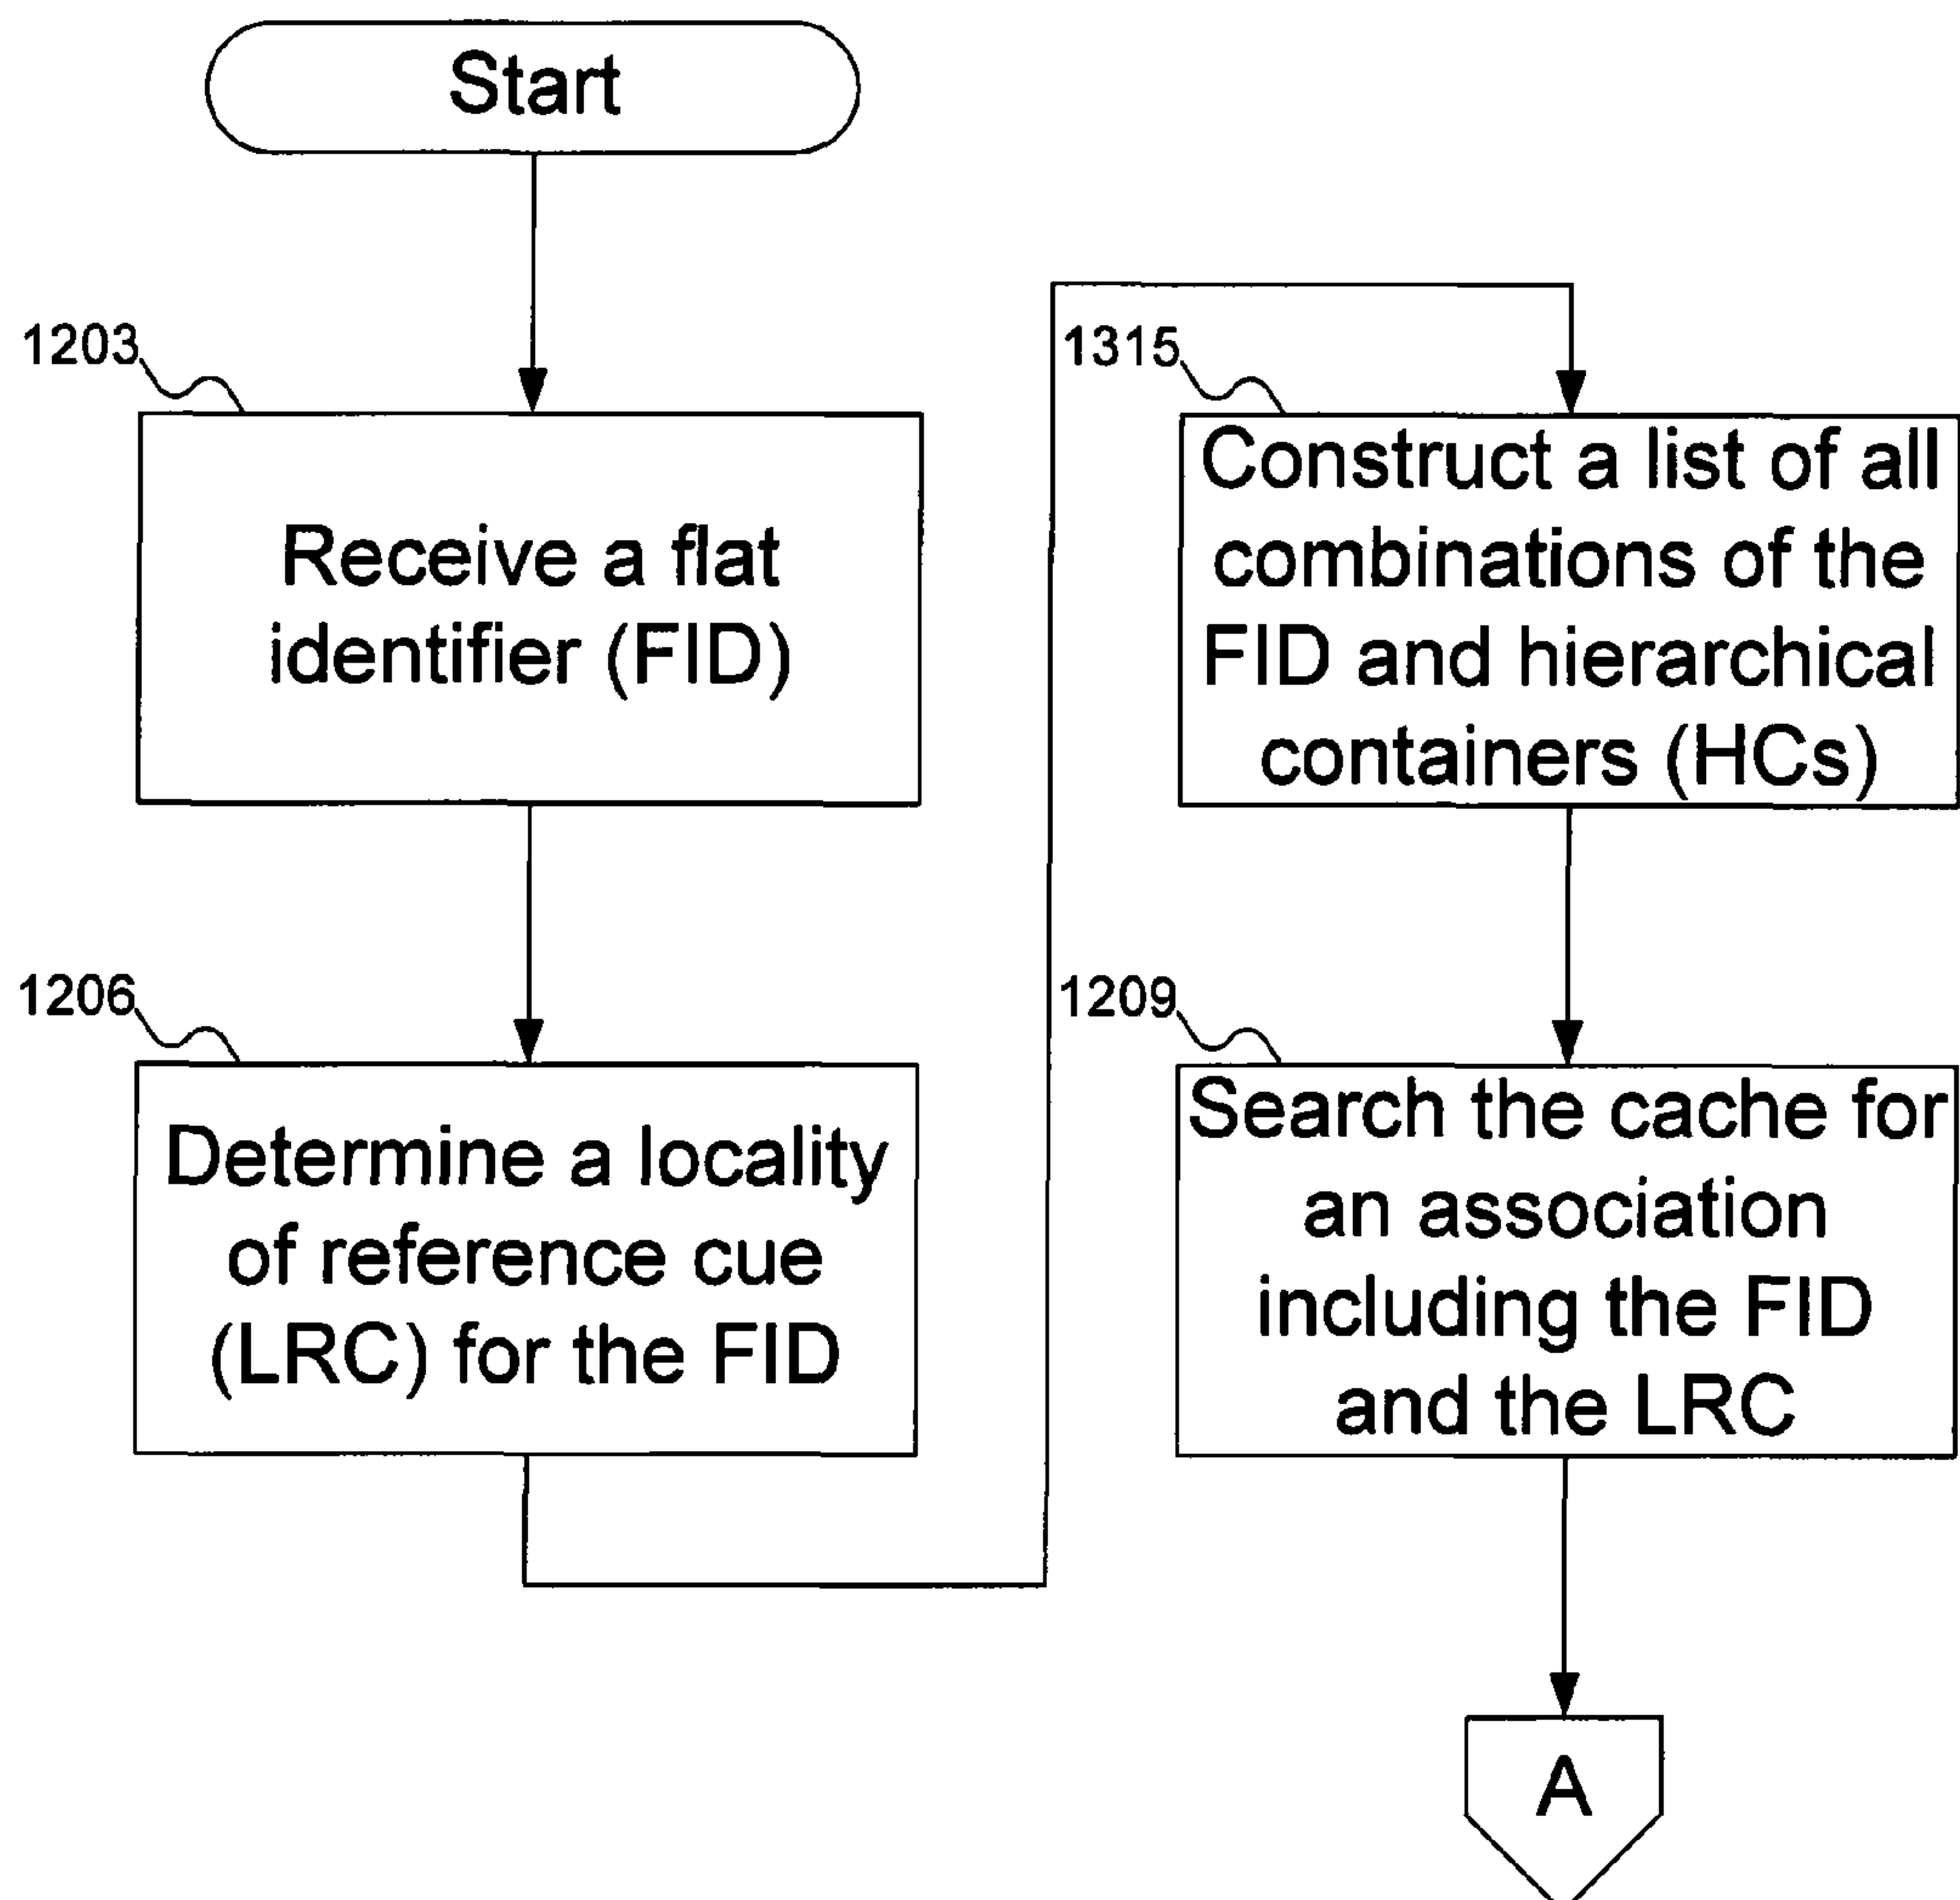 Start
1203
Receive a flat
identifier (FID)
1206
Determine a locality
of reference cue
(LRC) for the FID
1315
Construct a list of all
combinations of the
FID and hierarchical
containers (HCs)
1209
Search the cache for
an association
including the FID
and the LRC
A